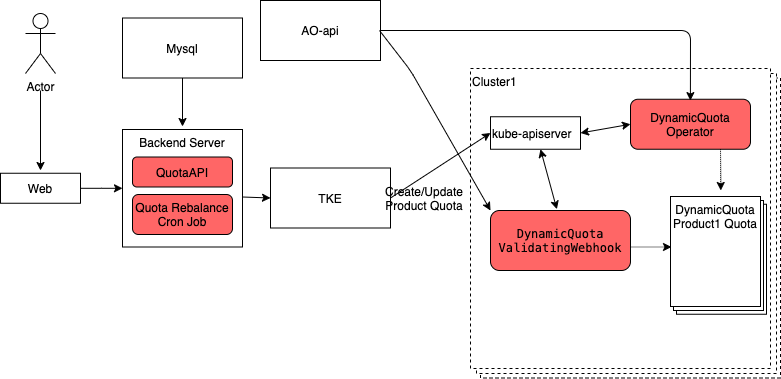 AO-api
Mysql
Actor
Cluster1
DynamicQuota
Operator
kube-apiserver
Backend Server
QuotaAPI
Quota Rebalance
Cron Job
Web
TKE
Create/Update
Product Quota
DynamicQuota
Product1 Quota
DynamicQuota
ValidatingWebhook